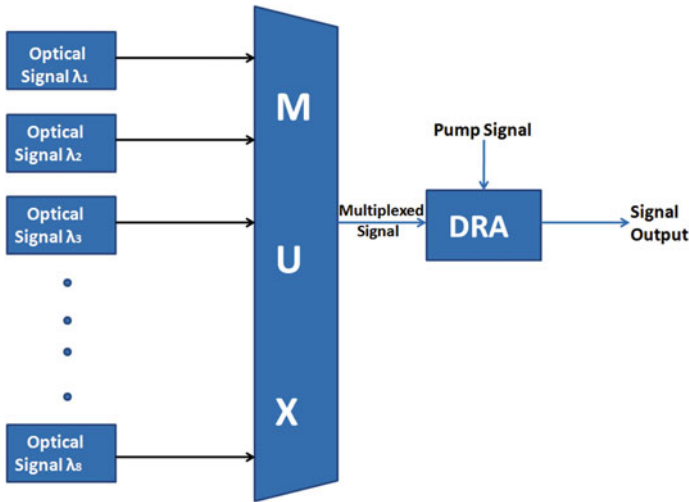 Optical
Signal λ1
Optical
Signal λ2
Optical
Signal λ3
Optical
Signal λ8
M
U
X
Multiplexed
Signal
Pump Signal
DRA
Signal
Output